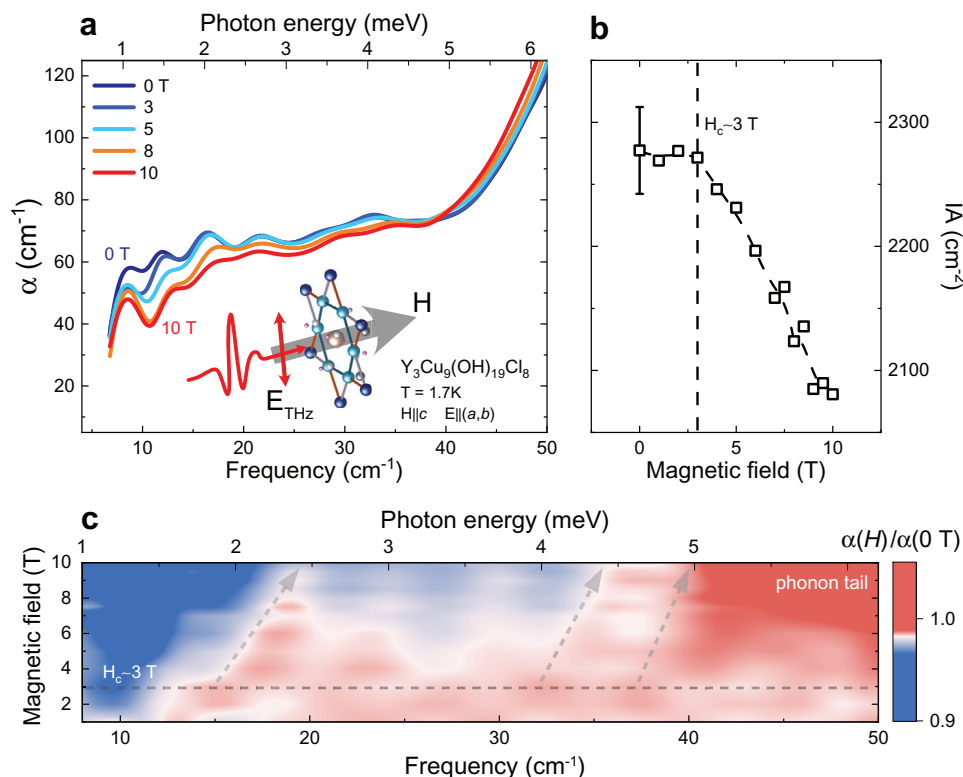 a
Photon energy (meV)
1 2 3 4 5 6
120
100
80
60
40
20
α (cm⁻¹)
0 T
3
5
8
10
0 T
10 T
H
E_THz
Y₃Cu₉(OH)₁₉Cl₈
T = 1.7K
H||c E||(a,b)
10 20 30 40 50
Frequency (cm⁻¹)
b
H_c~3 T
2300
2200
2100
IA (cm⁻²)
0 5 10
Magnetic field (T)
c
Photon energy (meV)
1 2 3 4 5
α(H)/α(0 T)
10
8
6
4
2
Magnetic field (T)
phonon tail
H_c~3 T
1.0
0.9
10 20 30 40 50
Frequency (cm⁻¹)